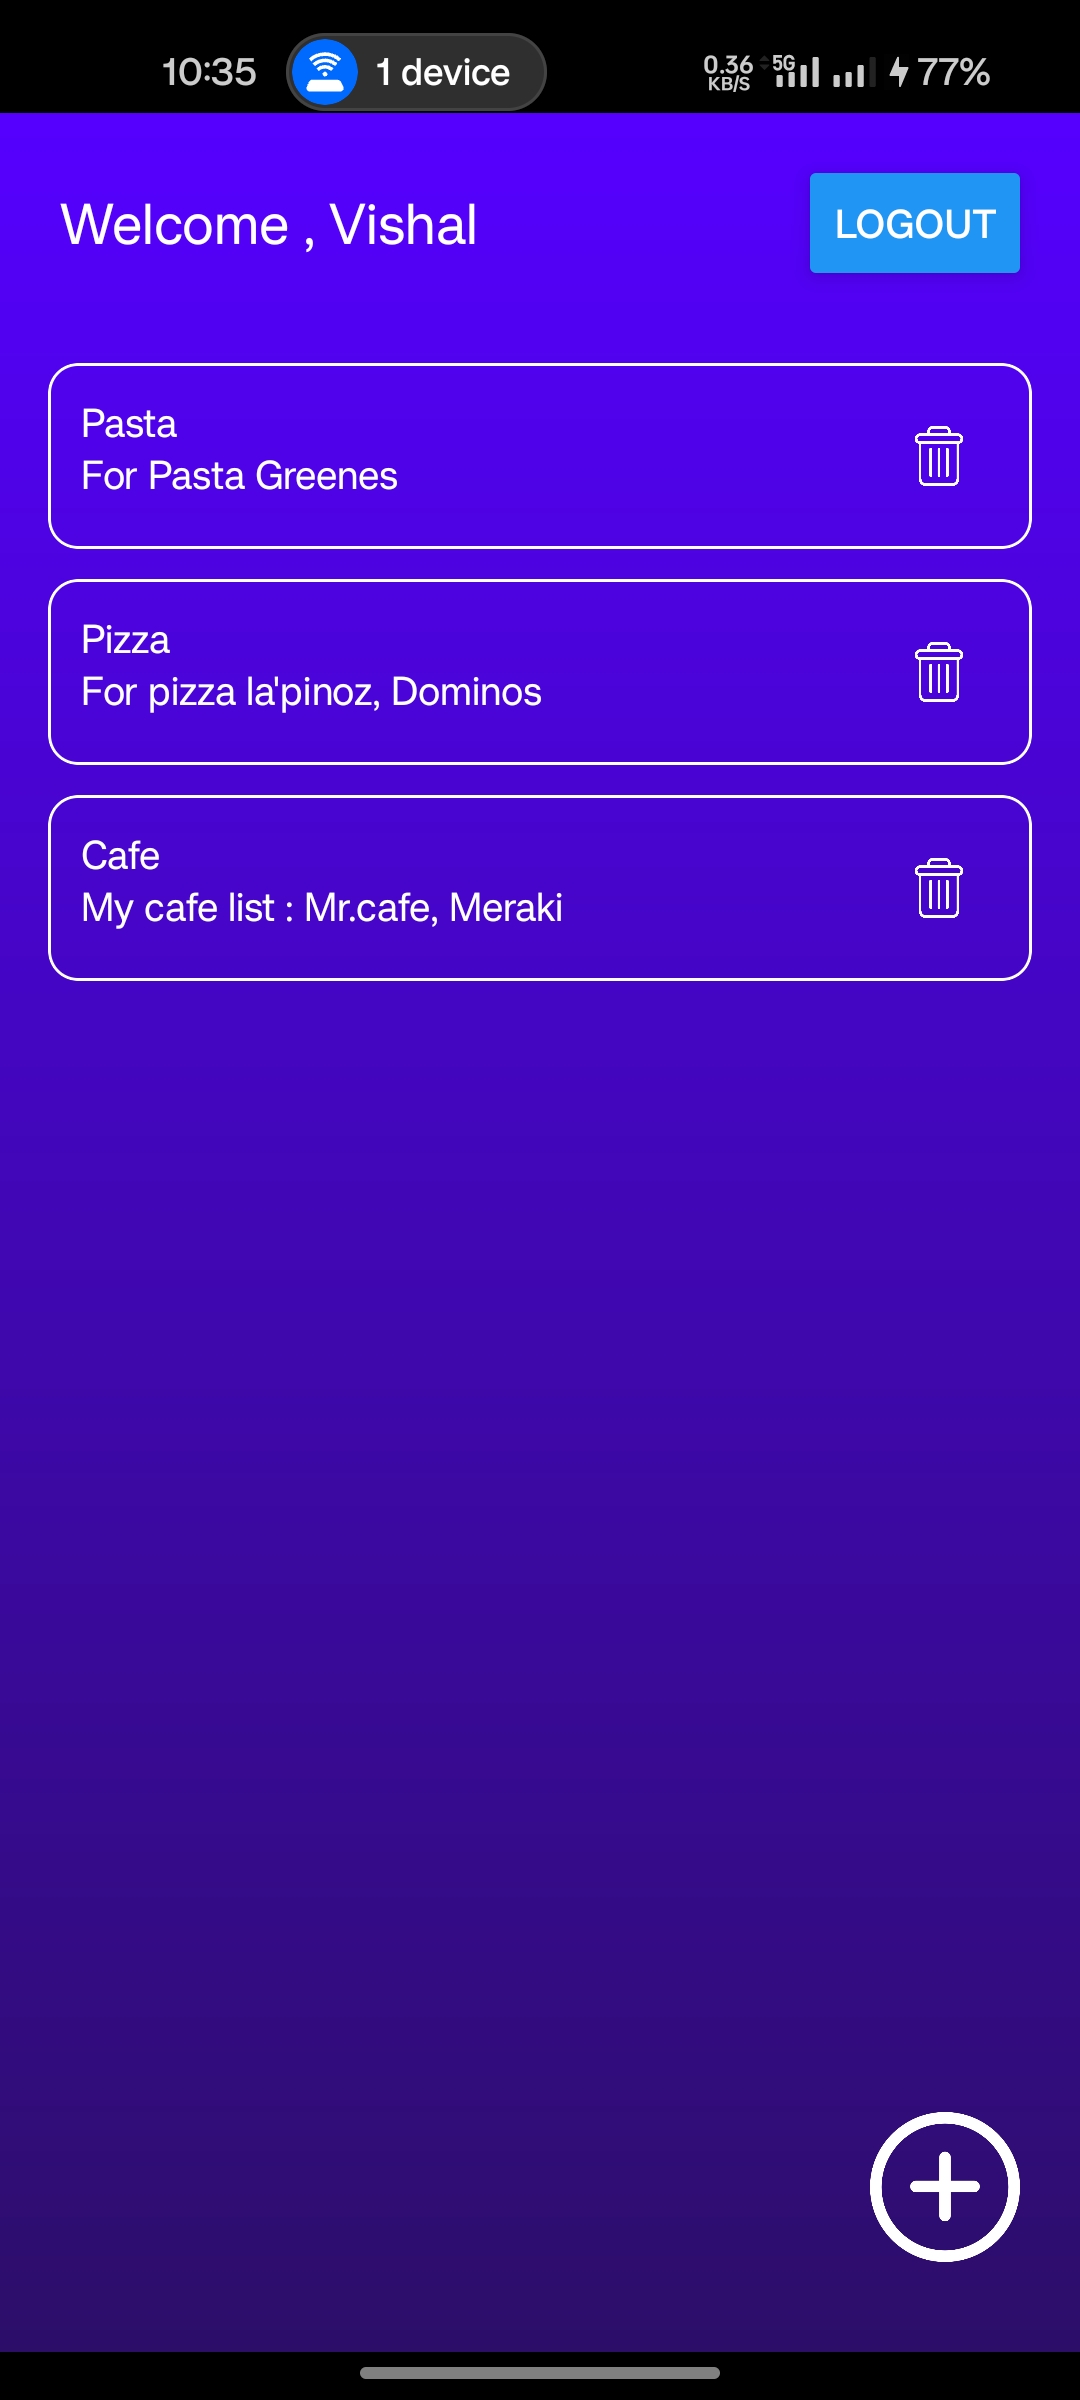 10:35
1 device
0.36
KB/S
5G
77%
Welcome , Vishal
LOGOUT
Pasta
For Pasta Greenes
Pizza
For pizza la'pinoz, Dominos
Cafe
My cafe list : Mr.cafe, Meraki